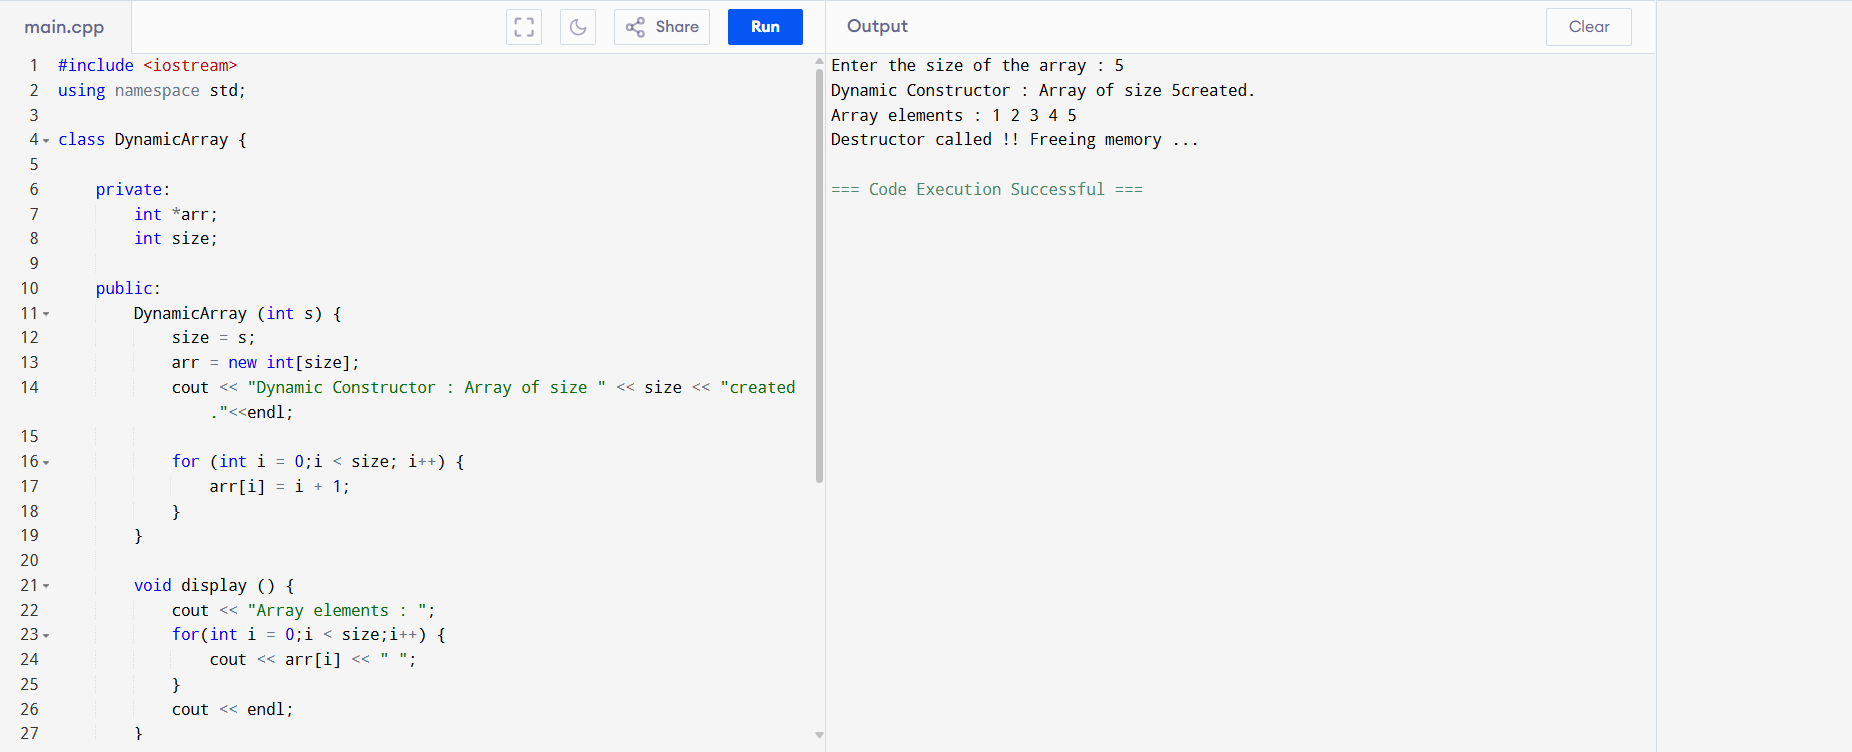 main.cpp
Share
Run
Output
Clear
1 #include <iostream>
2 using namespace std;
3
4 class DynamicArray {
5
6 private:
7 int *arr;
8 int size;
9
10 public:
11 DynamicArray (int s) {
12 size = s;
13 arr = new int[size];
14 cout << "Dynamic Constructor : Array of size " << size << "created
."<<endl;
15
16 for (int i = 0;i < size; i++) {
17 arr[i] = i + 1;
18 }
19 }
20
21 void display () {
22 cout << "Array elements : ";
23 for(int i = 0;i < size;i++) {
24 cout << arr[i] << " ";
25 }
26 cout << endl;
27 }
Enter the size of the array : 5
Dynamic Constructor : Array of size 5created.
Array elements : 1 2 3 4 5
Destructor called !! Freeing memory ...
=== Code Execution Successful ===